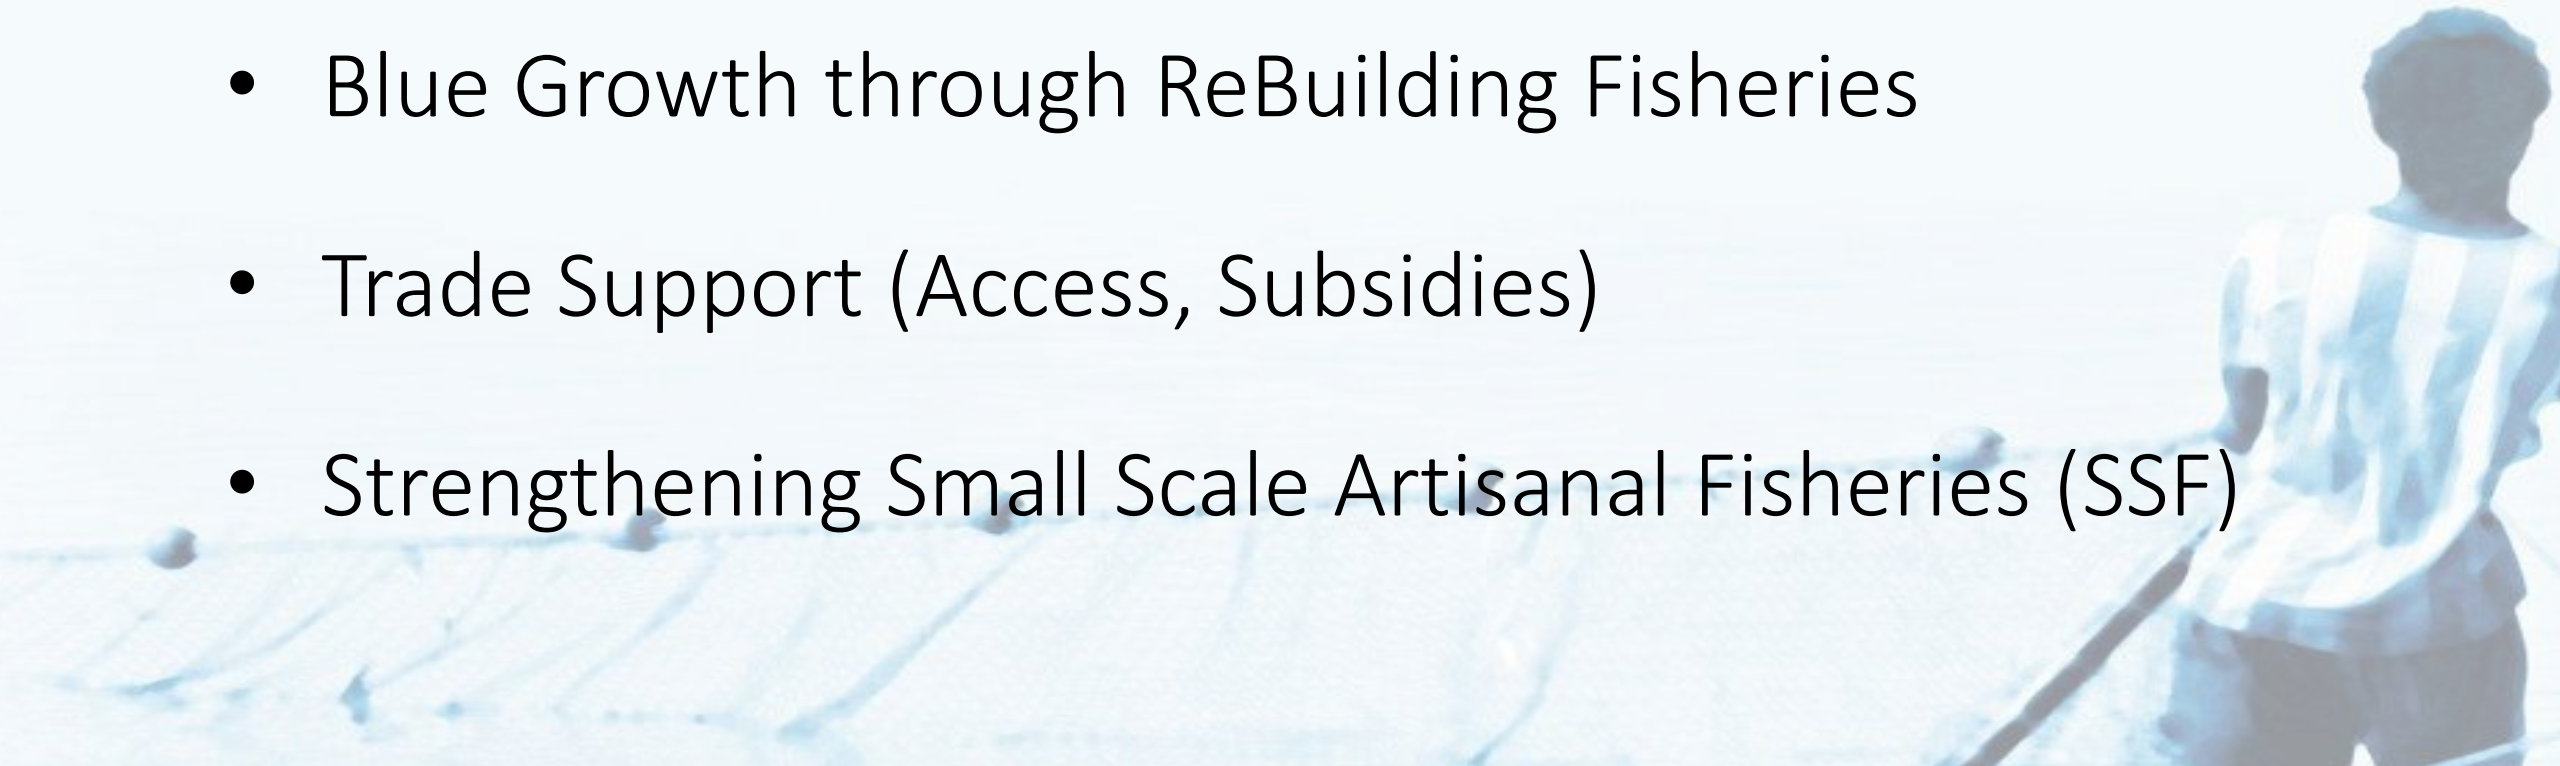 • Blue Growth through ReBuilding Fisheries
• Trade Support (Access, Subsidies)
• Strengthening Small Scale Artisanal Fisheries (SSF)